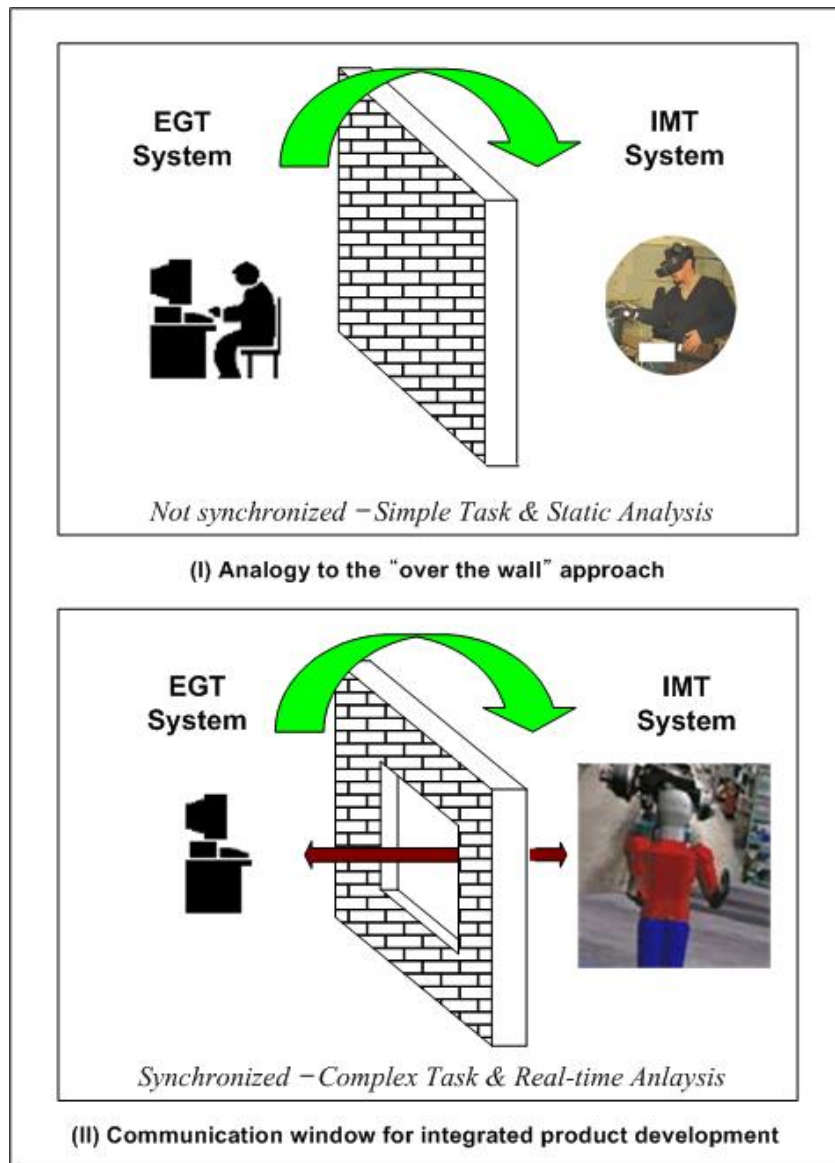 EGT
System
IMT
System
Not synchronized – Simple Task & Static Analysis
(I) Analogy to the “over the wall” approach
EGT
System
IMT
System
Synchronized – Complex Task & Real-time Anlaysis
(II) Communication window for integrated product development